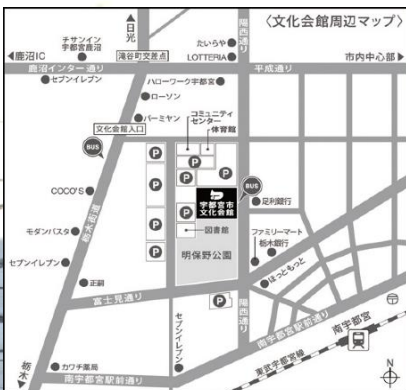 〈文化会館周辺マップ〉
▲日光
陽西通り
チサンイン
宇都宮鹿沼
滝谷町交差点
たいらや
LOTTERIA
◀鹿沼IC
市内中心部▶
鹿沼インター通り
平成通り
セブンイレブン
ハローワーク宇都宮
ローソン
コミュニティ
センター
体育館
バーミヤン
文化会館入口
BUS
P
P
P
P
P
BUS
P
宇都宮市
文化会館
足利銀行
COCO'S
P
P
栃木街道
図書館
ファミリーマート
栃木銀行
モダンパスタ
P
明保野公園
セブンイレブン
ほっともっと
正嗣
富士見通り
P
陽西通り
南宇都宮駅前通り
南宇都宮
セブンイレブン
東武宇都宮線
栃木▼
カワチ薬局
南宇都宮駅前通り
N